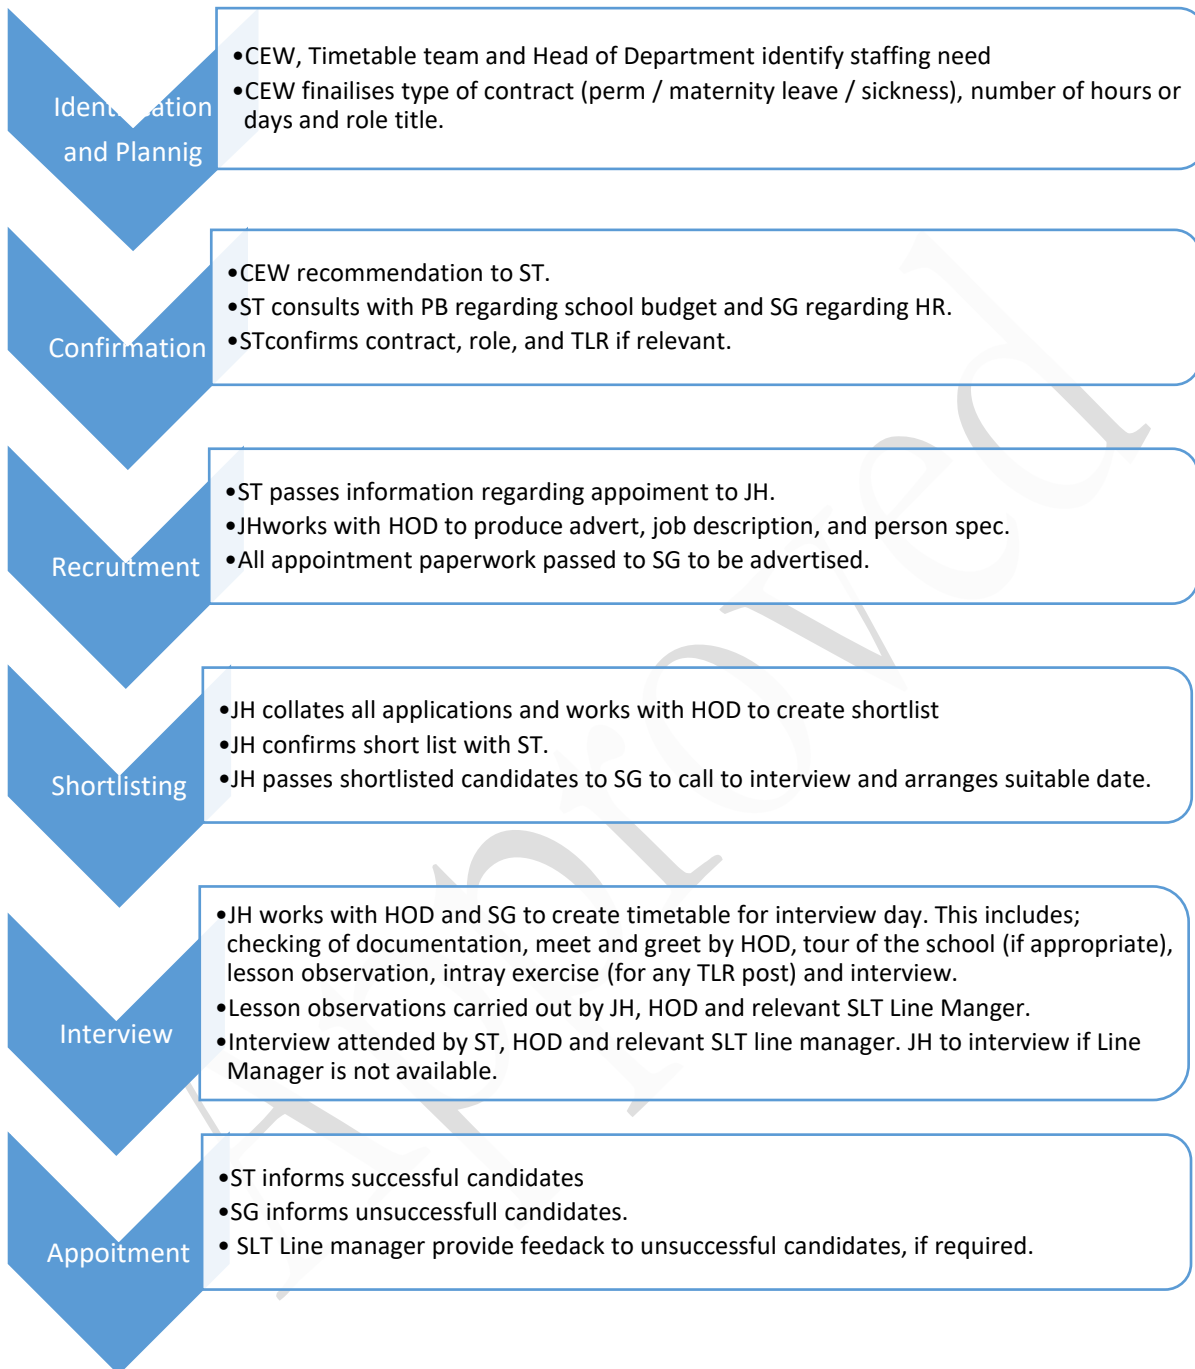 Identification
and Plannig
•CEW, Timetable team and Head of Department identify staffing need
•CEW finailises type of contract (perm / maternity leave / sickness), number of hours or
days and role title.
Confirmation
•CEW recommendation to ST.
•ST consults with PB regarding school budget and SG regarding HR.
•STconfirms contract, role, and TLR if relevant.
Recruitment
•ST passes information regarding appoiment to JH.
•JHworks with HOD to produce advert, job description, and person spec.
•All appointment paperwork passed to SG to be advertised.
Shortlisting
•JH collates all applications and works with HOD to create shortlist
•JH confirms short list with ST.
•JH passes shortlisted candidates to SG to call to interview and arranges suitable date.
Interview
•JH works with HOD and SG to create timetable for interview day. This includes;
checking of documentation, meet and greet by HOD, tour of the school (if appropriate),
lesson observation, intray exercise (for any TLR post) and interview.
•Lesson observations carried out by JH, HOD and relevant SLT Line Manger.
•Interview attended by ST, HOD and relevant SLT line manager. JH to interview if Line
Manager is not available.
Appoitment
•ST informs successful candidates
•SG informs unsuccessfull candidates.
• SLT Line manager provide feedack to unsuccessful candidates, if required.
Approved